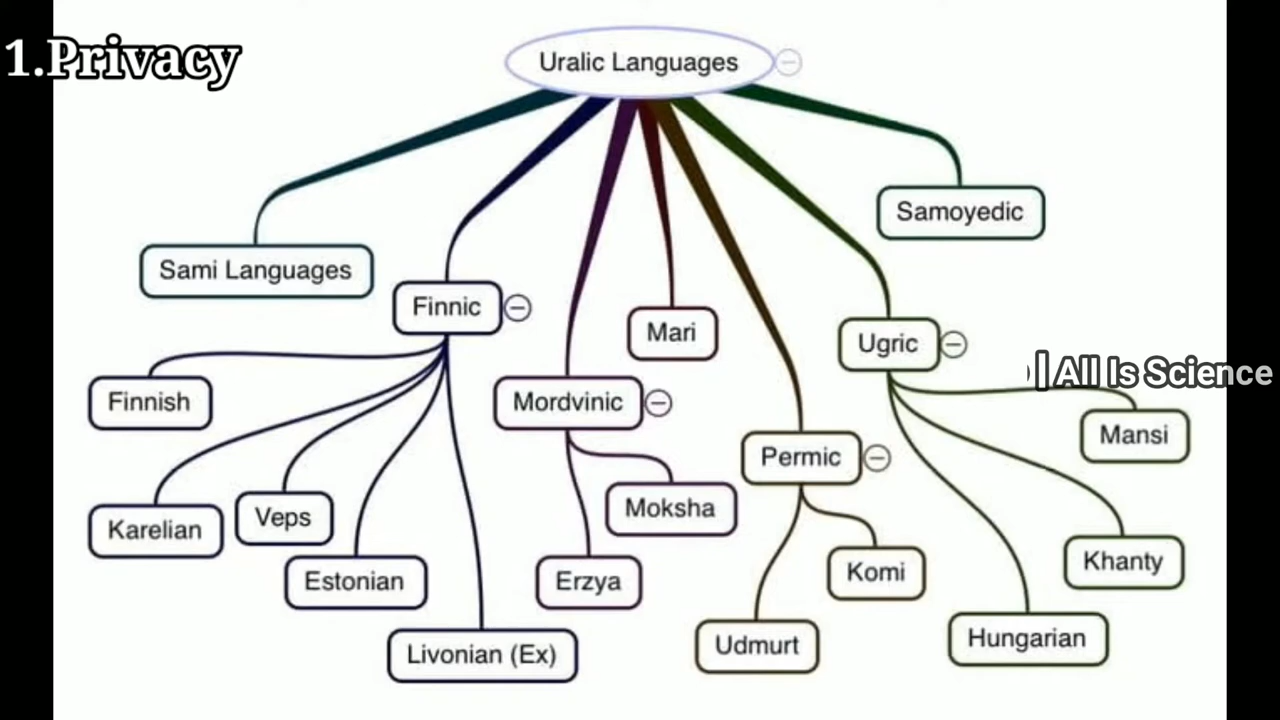 1.Privacy
Uralic Languages
Samoyedic
Sami Languages
Finnic
Mari
Ugric
| All Is Science
Finnish
Mordvinic
Mansi
Permic
Karelian
Veps
Moksha
Estonian
Erzya
Komi
Khanty
Livonian (Ex)
Udmurt
Hungarian